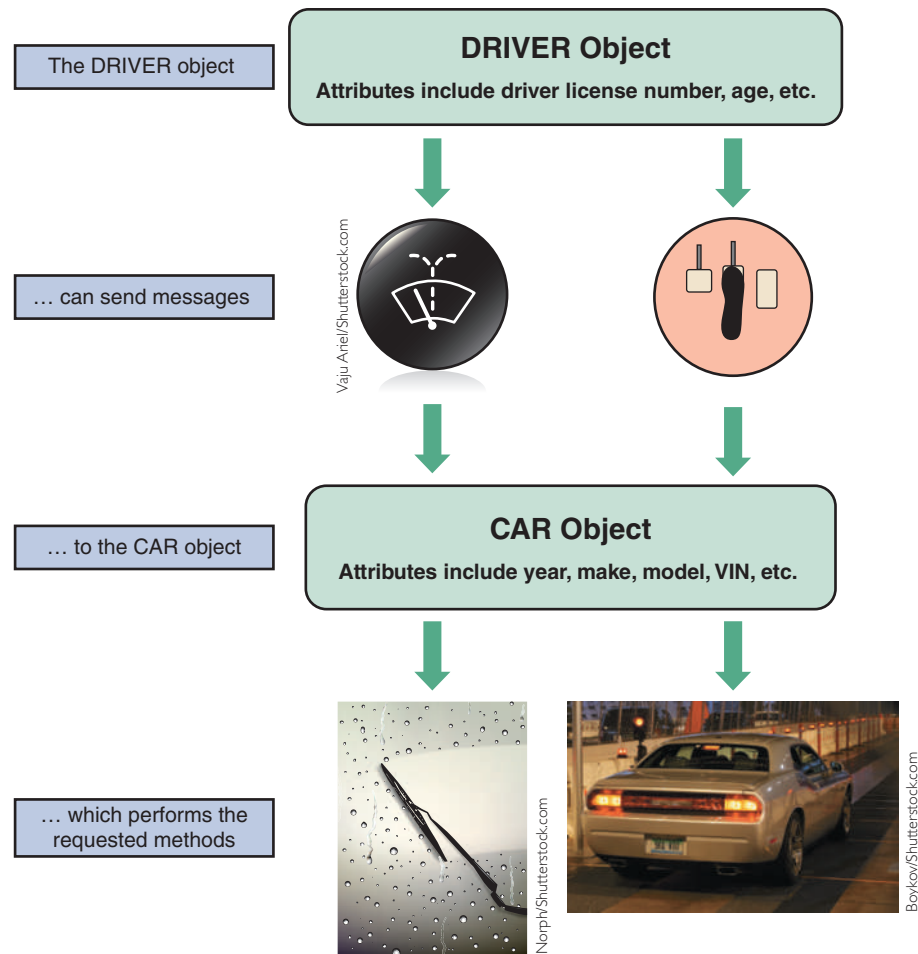 The DRIVER object
DRIVER Object
Attributes include driver license number, age, etc.
… can send messages
Vaju Ariel/Shutterstock.com
… to the CAR object
CAR Object
Attributes include year, make, model, VIN, etc.
… which performs the
requested methods
Norph/Shutterstock.com
Boykov/Shutterstock.com